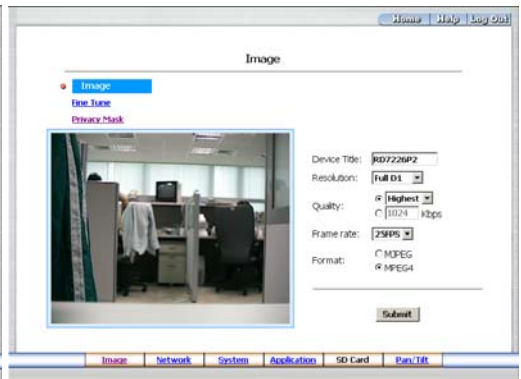 Home Help Log Out
Image
Image
Fine Tune
Privacy Mask
Device Title: RD7226P2
Resolution: Full D1
Quality: Highest
1024 Kbps
Frame rate: 25FPS
Format: MJPEG
MPEG4
Submit
Image Network System Application SD Card Pan/Tilt